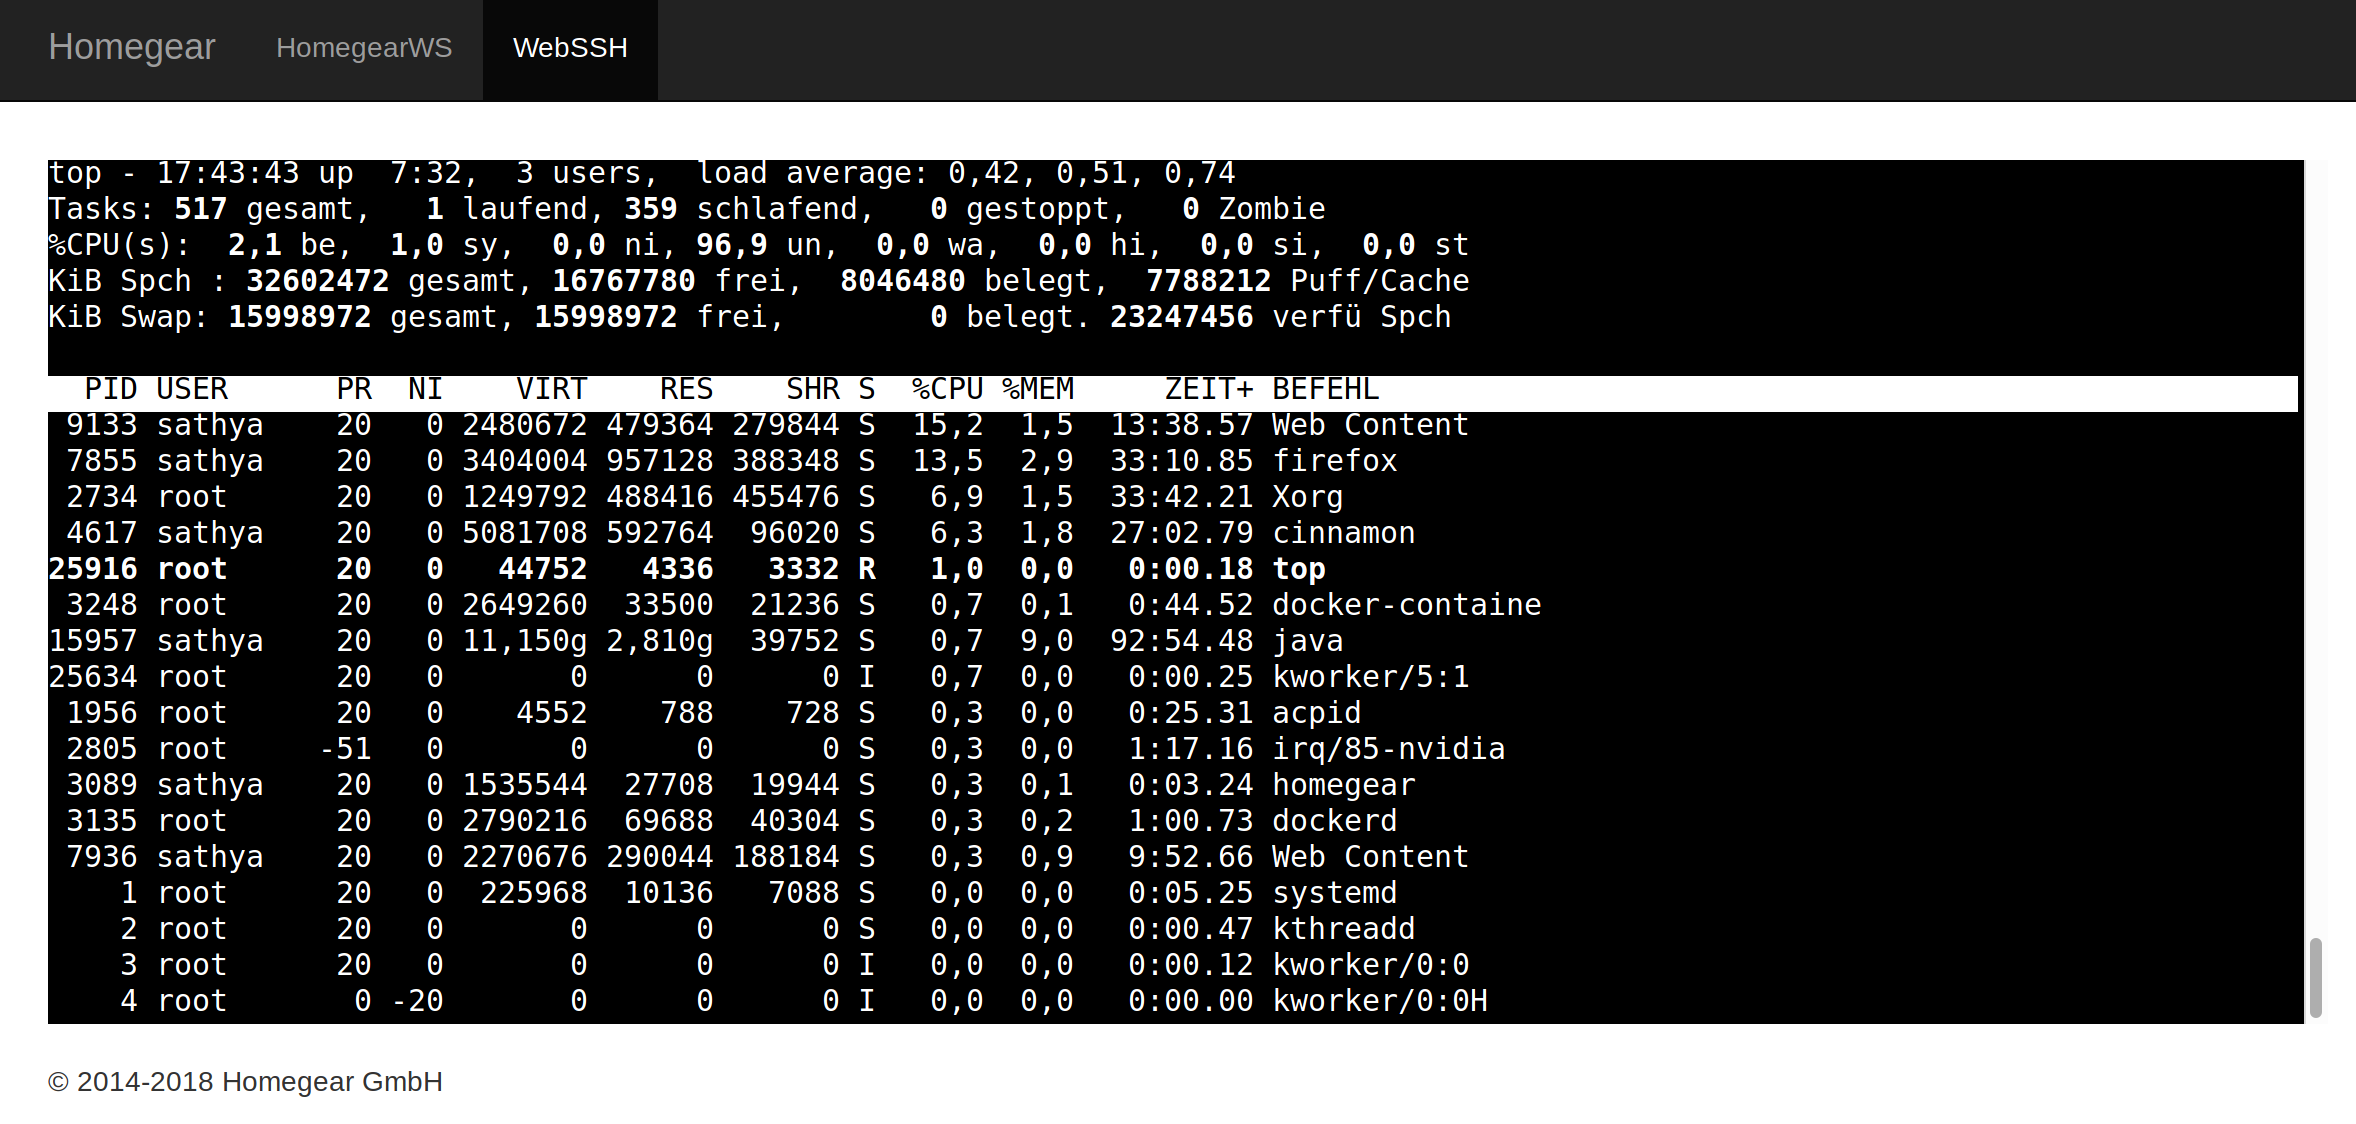 Homegear HomegearWS WebSSH
top - 17:43:43 up  7:32,  3 users,  load average: 0,42, 0,51, 0,74
Tasks: 517 gesamt,   1 laufend, 359 schlafend,   0 gestoppt,   0 Zombie
%CPU(s):  2,1 be,  1,0 sy,  0,0 ni, 96,9 un,  0,0 wa,  0,0 hi,  0,0 si,  0,0 st
KiB Spch : 32602472 gesamt, 16767780 frei,  8046480 belegt,  7788212 Puff/Cache
KiB Swap: 15998972 gesamt, 15998972 frei,        0 belegt. 23247456 verfü Spch
  PID USER      PR  NI    VIRT    RES    SHR S  %CPU %MEM     ZEIT+ BEFEHL
 9133 sathya    20   0 2480672 479364 279844 S  15,2  1,5  13:38.57 Web Content
 7855 sathya    20   0 3404004 957128 388348 S  13,5  2,9  33:10.85 firefox
 2734 root      20   0 1249792 488416 455476 S   6,9  1,5  33:42.21 Xorg
 4617 sathya    20   0 5081708 592764  96020 S   6,3  1,8  27:02.79 cinnamon
25916 root      20   0   44752   4336   3332 R   1,0  0,0   0:00.18 top
 3248 root      20   0 2649260  33500  21236 S   0,7  0,1   0:44.52 docker-containe
15957 sathya    20   0 11,150g 2,810g  39752 S   0,7  9,0  92:54.48 java
25634 root      20   0       0      0      0 I   0,7  0,0   0:00.25 kworker/5:1
 1956 root      20   0    4552    788    728 S   0,3  0,0   0:25.31 acpid
 2805 root     -51   0       0      0      0 S   0,3  0,0   1:17.16 irq/85-nvidia
 3089 sathya    20   0 1535544  27708  19944 S   0,3  0,1   0:03.24 homegear
 3135 root      20   0 2790216  69688  40304 S   0,3  0,2   1:00.73 dockerd
 7936 sathya    20   0 2270676 290044 188184 S   0,3  0,9   9:52.66 Web Content
    1 root      20   0  225968  10136   7088 S   0,0  0,0   0:05.25 systemd
    2 root      20   0       0      0      0 S   0,0  0,0   0:00.47 kthreadd
    3 root      20   0       0      0      0 I   0,0  0,0   0:00.12 kworker/0:0
    4 root       0 -20       0      0      0 I   0,0  0,0   0:00.00 kworker/0:0H
© 2014-2018 Homegear GmbH